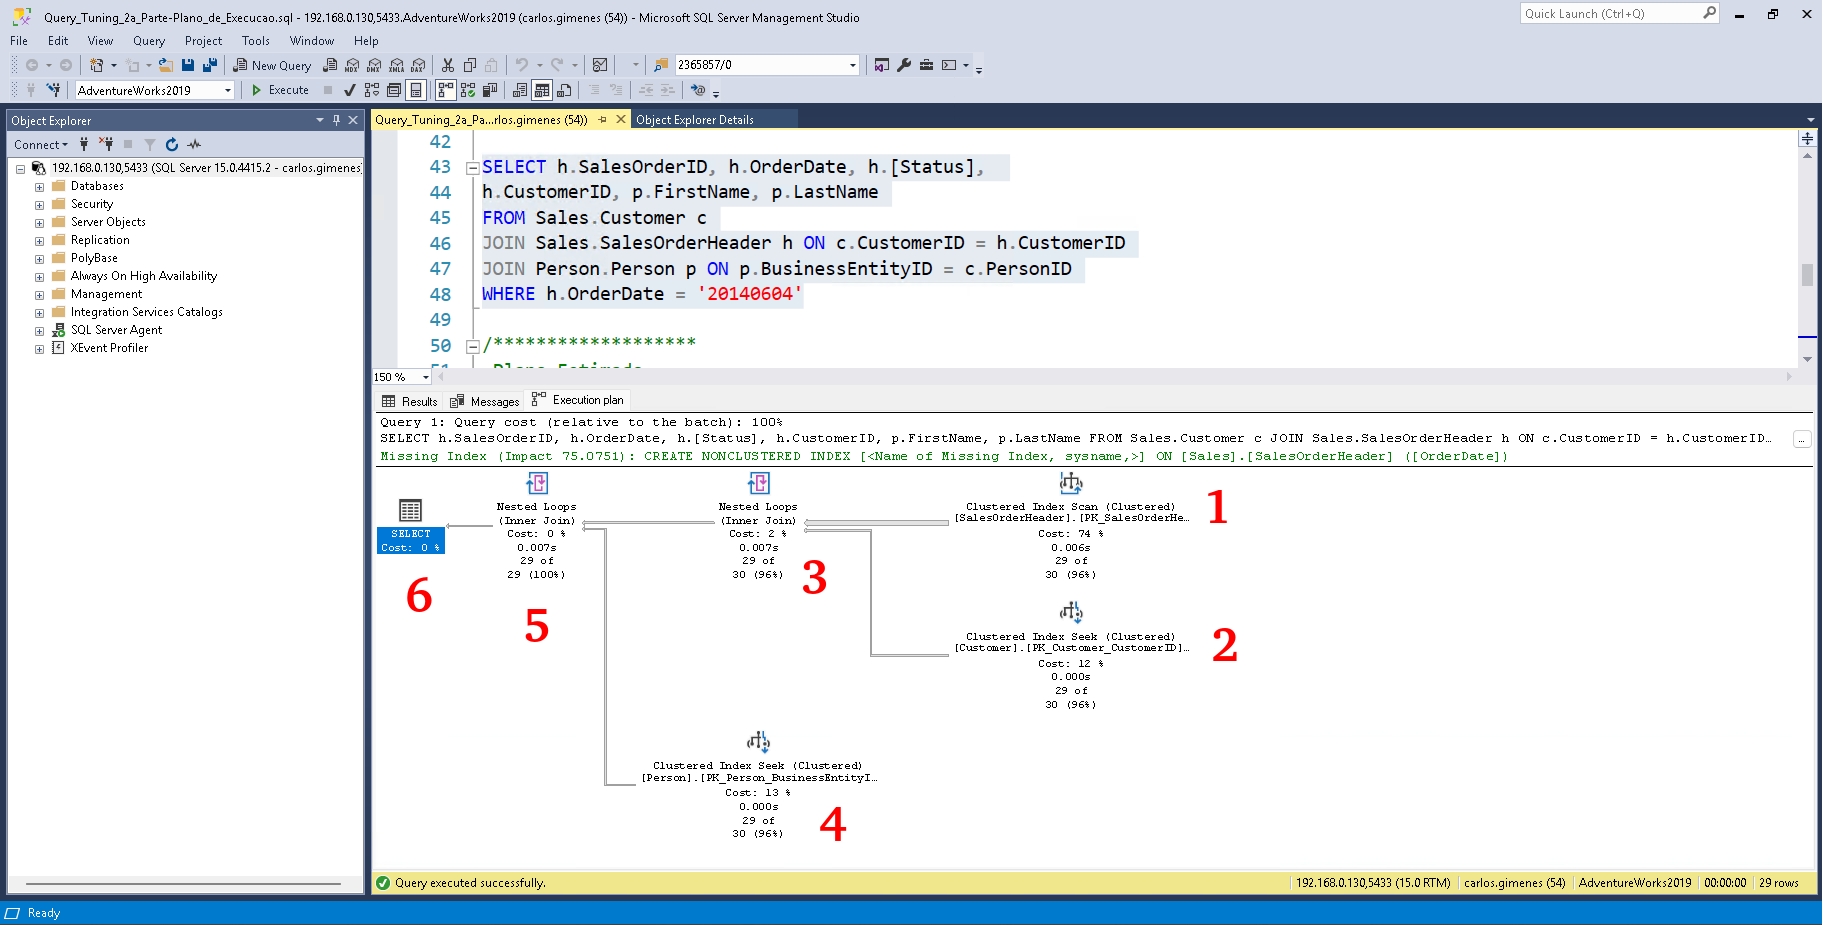 Query_Tuning_2a_Parte-Plano_de_Execucao.sql - 192.168.0.130,5433.AdventureWorks2019 (carlos.gimenes (54)) - Microsoft SQL Server Management Studio
Quick Launch (Ctrl+Q)
File Edit View Query Project Tools Window Help
New Query
MDX DMX XMLA DAX
2365857/0
AdventureWorks2019
Execute
Object Explorer
Query_Tuning_2a_Pa...rlos.gimenes (54))
Object Explorer Details
Connect
192.168.0.130,5433 (SQL Server 15.0.4415.2 - carlos.gimenes
Databases
Security
Server Objects
Replication
PolyBase
Always On High Availability
Management
Integration Services Catalogs
SQL Server Agent
XEvent Profiler
42
43 SELECT h.SalesOrderID, h.OrderDate, h.[Status],
44 h.CustomerID, p.FirstName, p.LastName
45 FROM Sales.Customer c
46 JOIN Sales.SalesOrderHeader h ON c.CustomerID = h.CustomerID
47 JOIN Person.Person p ON p.BusinessEntityID = c.PersonID
48 WHERE h.OrderDate = '20140604'
49
50 /*******************
51 Plano Estimado
150 %
Results Messages Execution plan
Query 1: Query cost (relative to the batch): 100%
SELECT h.SalesOrderID, h.OrderDate, h.[Status], h.CustomerID, p.FirstName, p.LastName FROM Sales.Customer c JOIN Sales.SalesOrderHeader h ON c.CustomerID = h.CustomerID...
Missing Index (Impact 75.0751): CREATE NONCLUSTERED INDEX [<Name of Missing Index, sysname,>] ON [Sales].[SalesOrderHeader] ([OrderDate])
SELECT
Cost: 0 %
6
Nested Loops
(Inner Join)
Cost: 0 %
0.007s
29 of
29 (100%)
5
Nested Loops
(Inner Join)
Cost: 2 %
0.007s
29 of
30 (96%)
3
Clustered Index Scan (Clustered)
[SalesOrderHeader].[PK_SalesOrderHe...
Cost: 74 %
0.006s
29 of
30 (96%)
1
Clustered Index Seek (Clustered)
[Customer].[PK_Customer_CustomerID]...
Cost: 12 %
0.000s
29 of
30 (96%)
2
Clustered Index Seek (Clustered)
[Person].[PK_Person_BusinessEntityI...
Cost: 13 %
0.000s
29 of
30 (96%)
4
Query executed successfully.
192.168.0.130,5433 (15.0 RTM) carlos.gimenes (54) AdventureWorks2019 00:00:00 29 rows
Ready